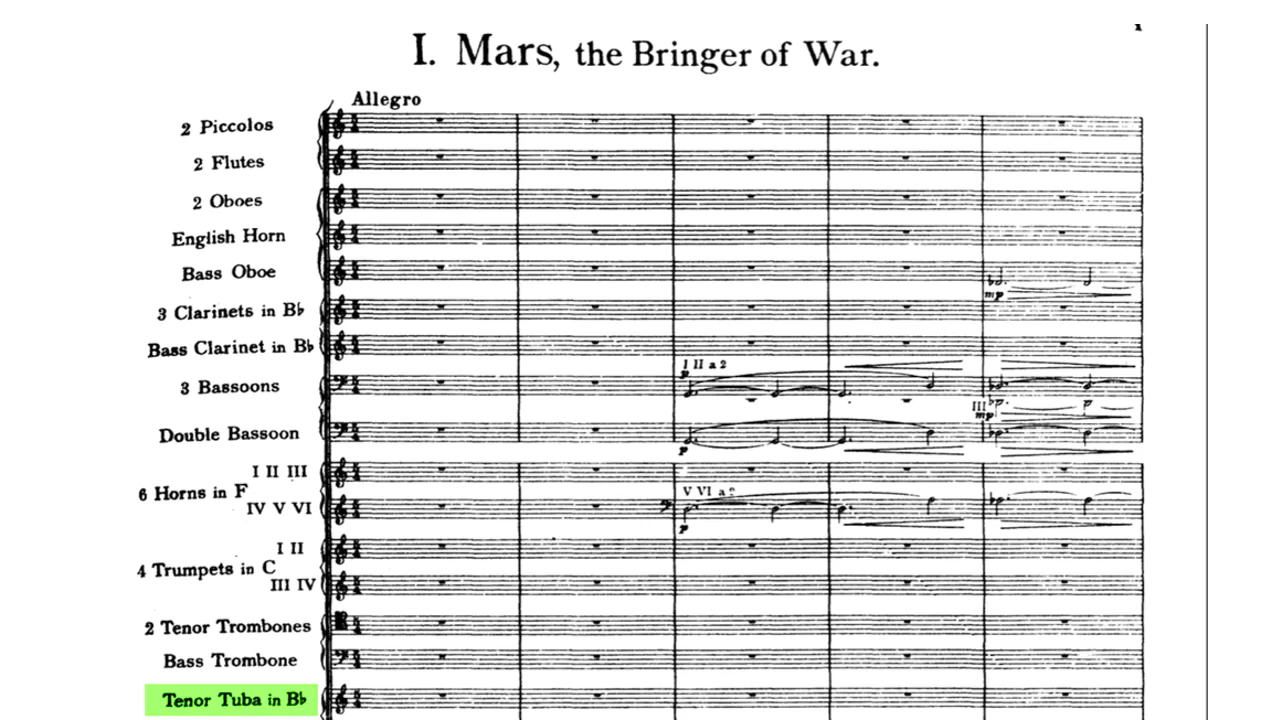 I. Mars, the Bringer of War.
Allegro
2 Piccolos
2 Flutes
2 Oboes
English Horn
Bass Oboe
mp
3 Clarinets in B♭
Bass Clarinet in B♭
I II a 2
p
3 Bassoons
III
mp
Double Bassoon
p
I II III
6 Horns in F
IV V VI
V VI a 2
p
I II
4 Trumpets in C
III IV
2 Tenor Trombones
Bass Trombone
Tenor Tuba in B♭